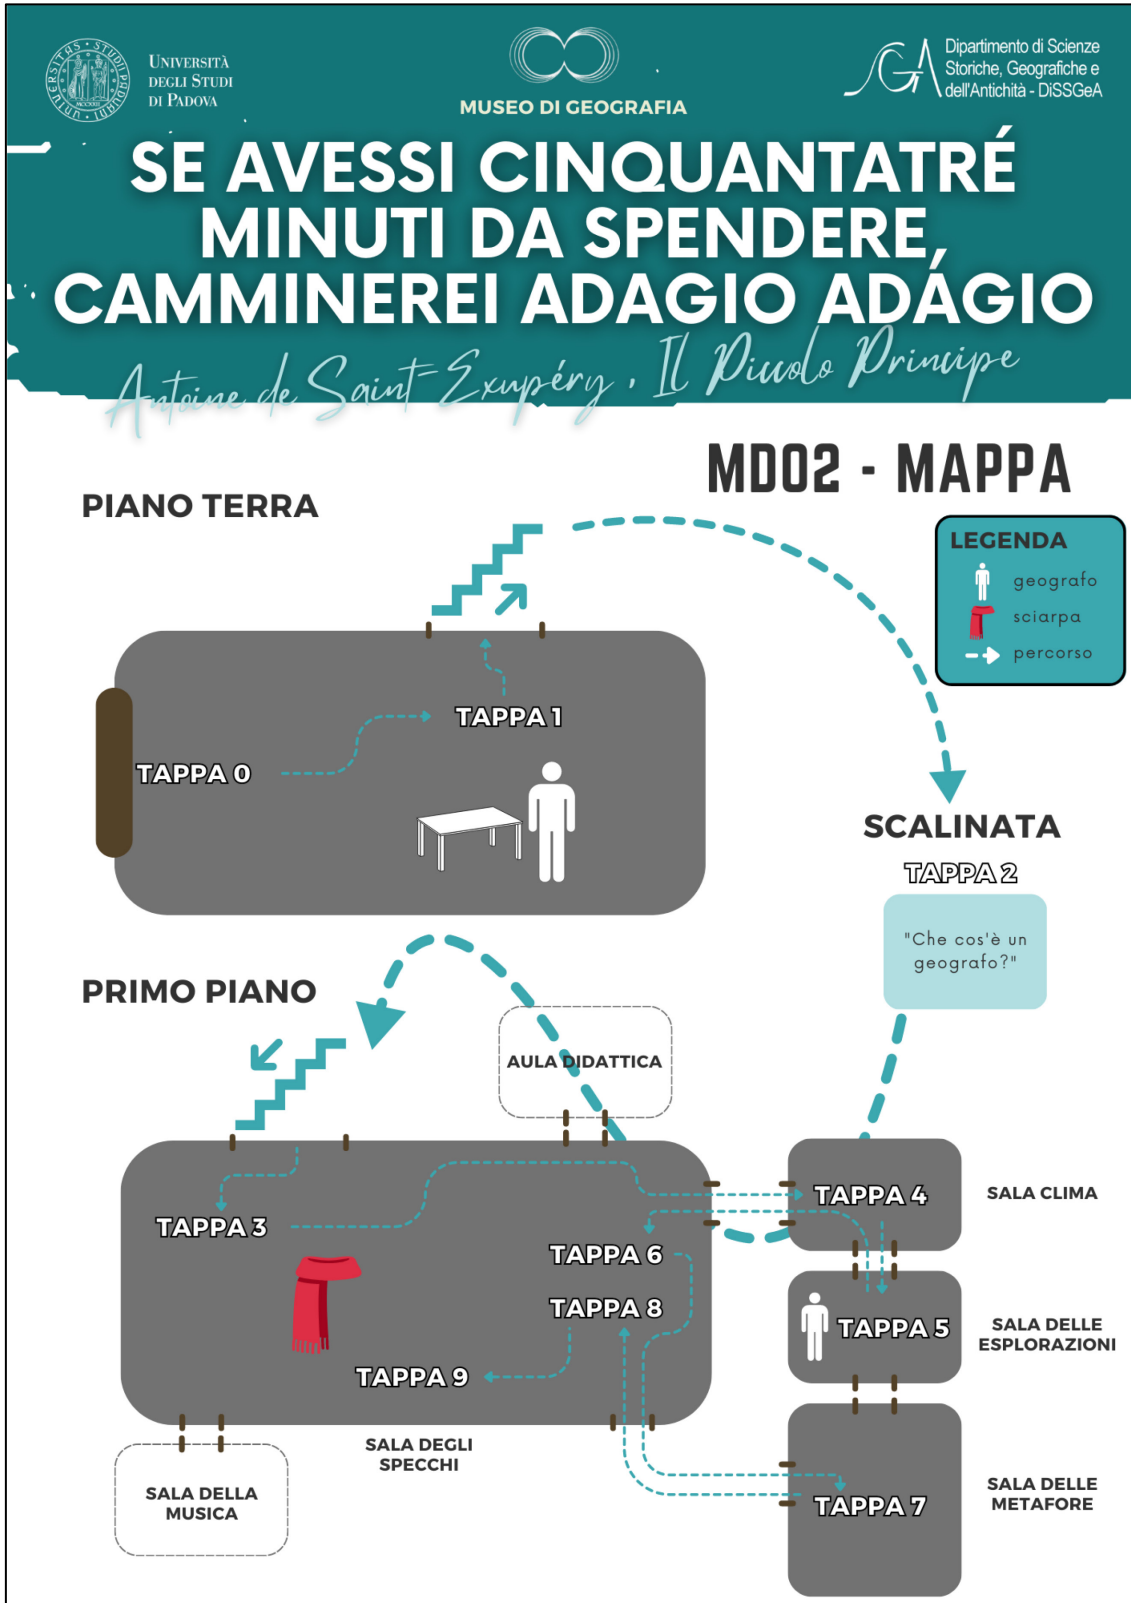 UNIVERSITÀ
DEGLI STUDI
DI PADOVA
MUSEO DI GEOGRAFIA
Dipartimento di Scienze
Storiche, Geografiche e
dell'Antichità - DiSSGeA
SE AVESSI CINQUANTATRÉ
MINUTI DA SPENDERE,
CAMMINEREI ADAGIO ADAGIO
Antoine de Saint-Exupéry, Il Piccolo Principe
MD02 - MAPPA
PIANO TERRA
LEGENDA
geografo
sciarpa
percorso
TAPPA 1
TAPPA 0
SCALINATA
TAPPA 2
"Che cos'è un
geografo?"
PRIMO PIANO
AULA DIDATTICA
TAPPA 3
TAPPA 4
SALA CLIMA
TAPPA 6
TAPPA 8
TAPPA 5
SALA DELLE
ESPLORAZIONI
TAPPA 9
SALA DEGLI
SPECCHI
SALA DELLA
MUSICA
TAPPA 7
SALA DELLE
METAFORE